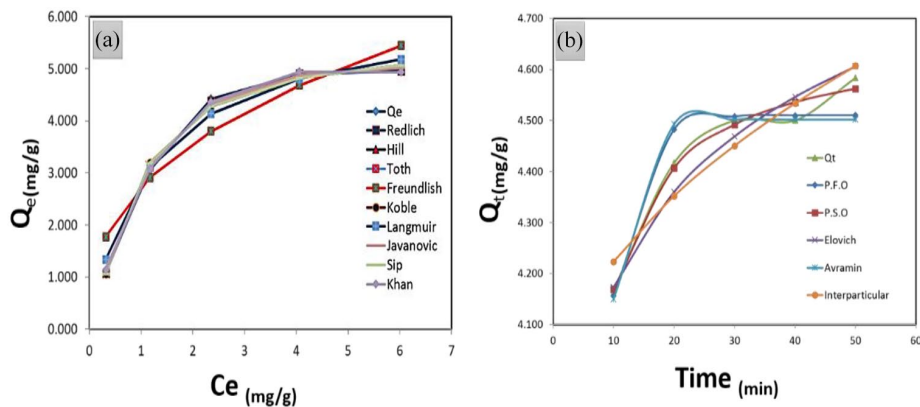 (a)
6.000
5.000
4.000
3.000
2.000
1.000
0.000
Qe(mg/g)
0 1 2 3 4 5 6 7
Ce (mg/g)
Qe
Redlich
Hill
Toth
Freundlish
Koble
Langmuir
Javanovic
Sip
Khan
(b)
4.700
4.600
4.500
4.400
4.300
4.200
4.100
Qt(mg/g)
0 10 20 30 40 50 60
Time (min)
Qt
P.F.O
P.S.O
Elovich
Avramin
Interparticular